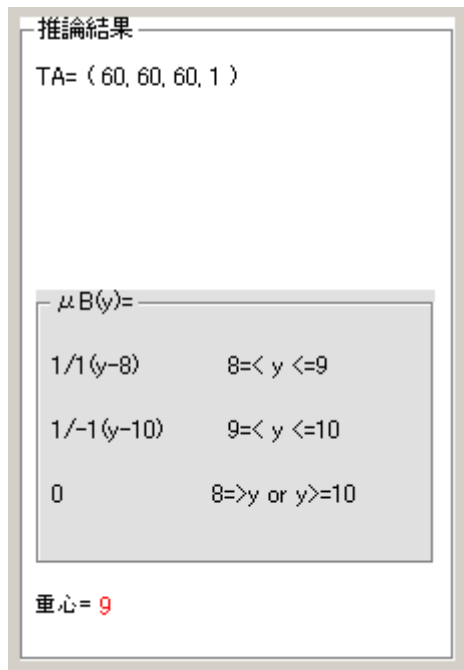 推論結果
TA= ( 60, 60, 60, 1 )
μB(y)=
1/1(y-8) 8=< y <=9
1/-1(y-10) 9=< y <=10
0 8=>y or y>=10
重心= 9